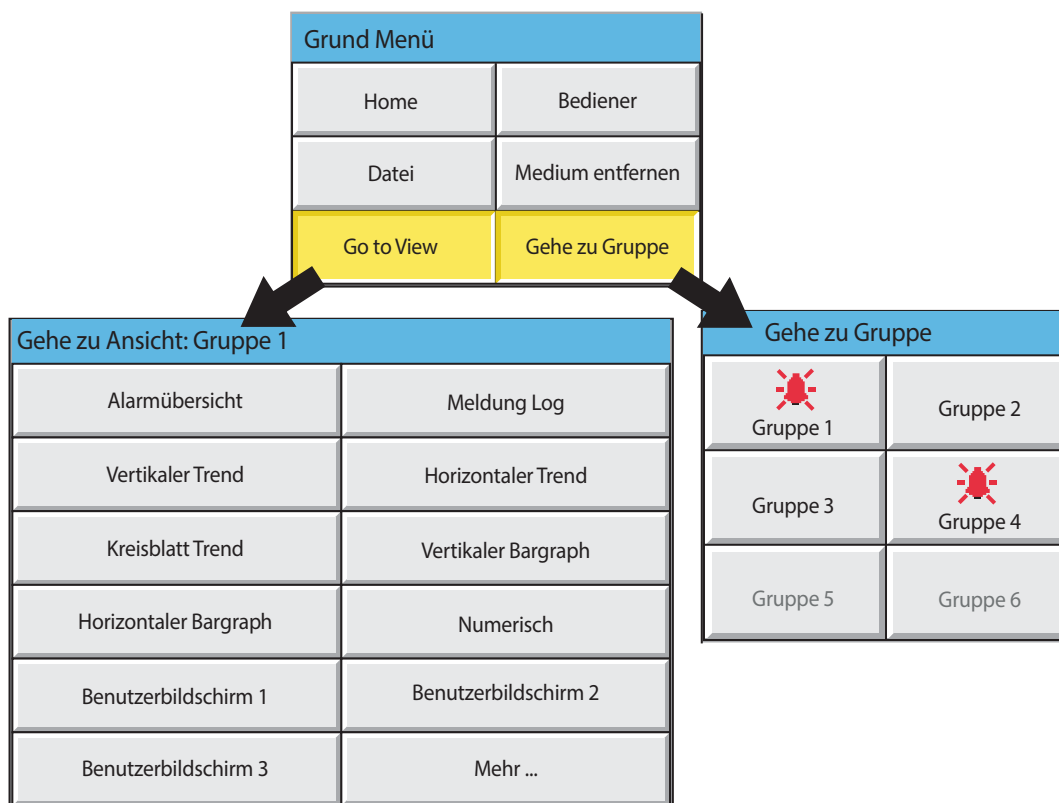 Grund Menü
Home
Bediener
Datei
Medium entfernen
Go to View
Gehe zu Gruppe
Gehe zu Ansicht: Gruppe 1
Alarmübersicht
Meldung Log
Vertikaler Trend
Horizontaler Trend
Kreisblatt Trend
Vertikaler Bargraph
Horizontaler Bargraph
Numerisch
Benutzerbildschirm 1
Benutzerbildschirm 2
Benutzerbildschirm 3
Mehr ...
Gehe zu Gruppe
Gruppe 1
Gruppe 2
Gruppe 3
Gruppe 4
Gruppe 5
Gruppe 6